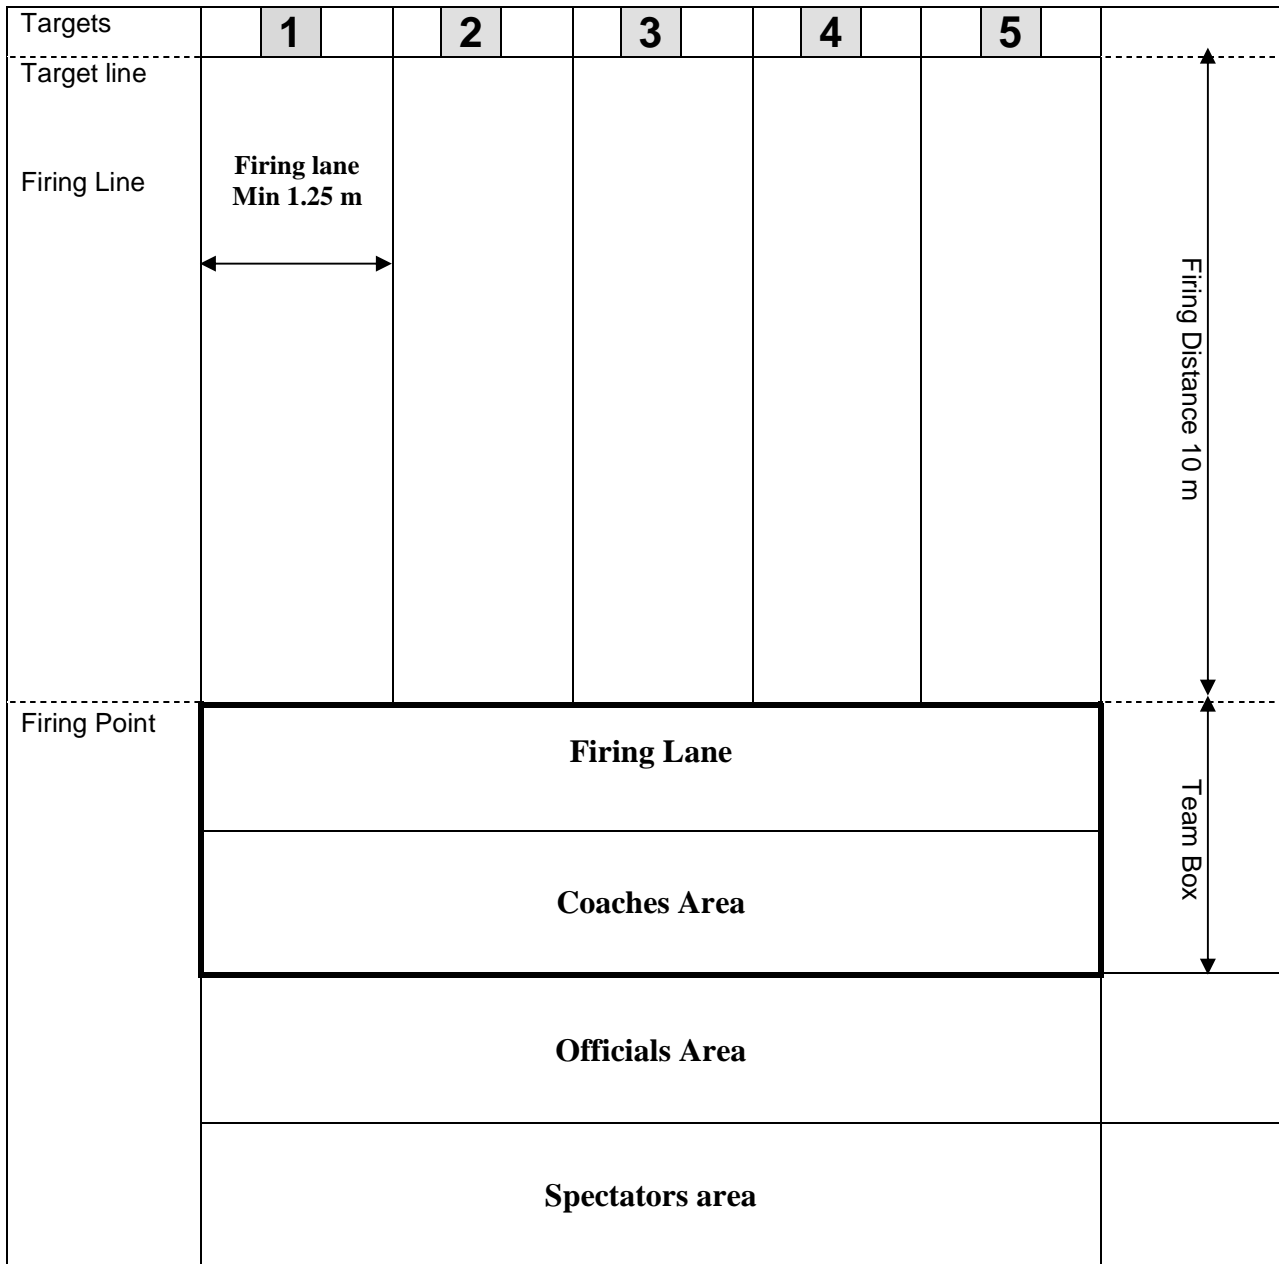 Targets
1
2
3
4
5
Target line
Firing lane
Min 1.25 m
Firing Line
Firing Distance 10 m
Firing Point
Firing Lane
Team Box
Coaches Area
Officials Area
Spectators area